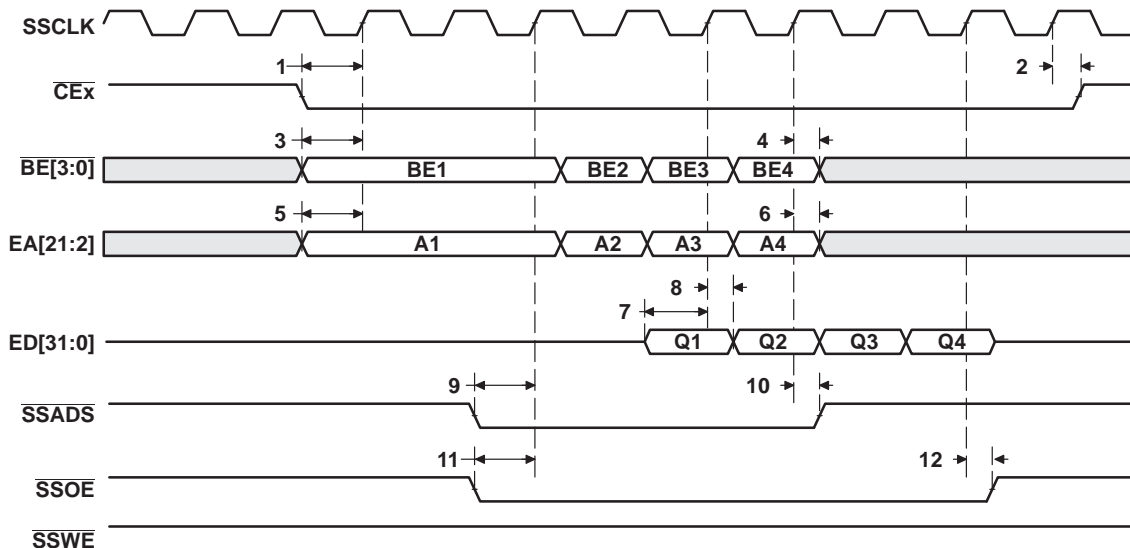 SSCLK
1
2
CEx
3
4
BE[3:0]
BE1
BE2
BE3
BE4
5
6
EA[21:2]
A1
A2
A3
A4
8
7
ED[31:0]
Q1
Q2
Q3
Q4
9
10
SSADS
11
12
SSOE
SSWE